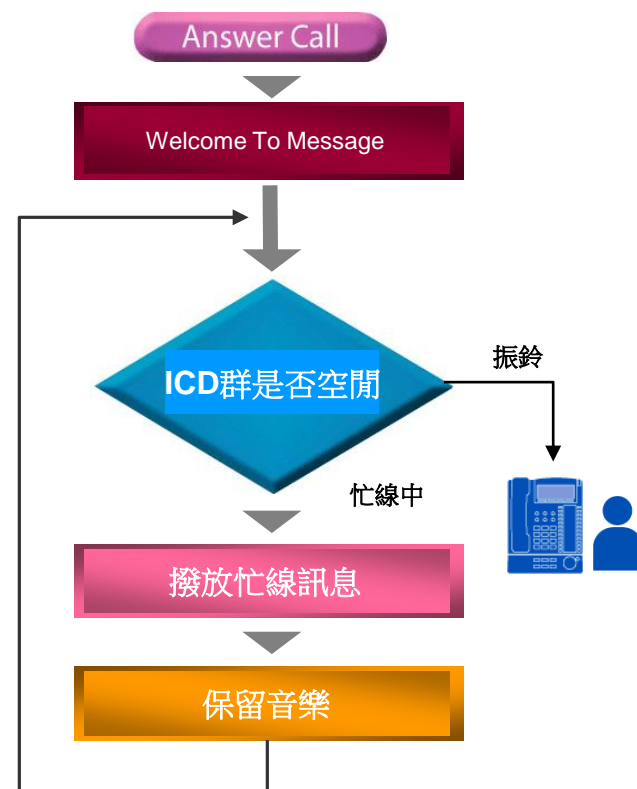 Answer Call
Welcome To Message
ICD群是否空閒
振鈴
忙線中
撥放忙線訊息
保留音樂